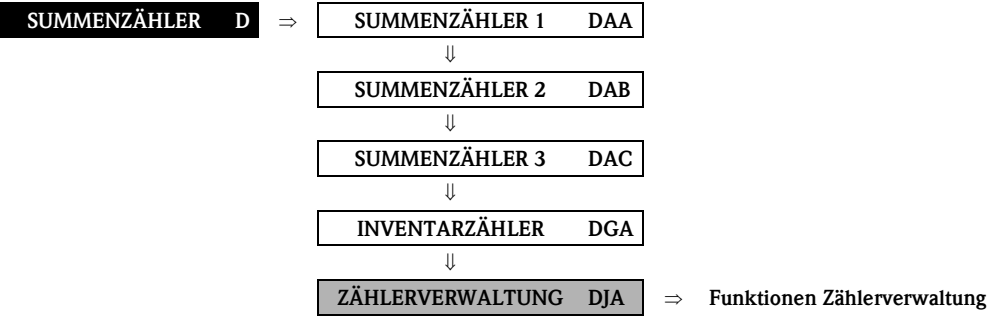 SUMMENZÄHLER D ⇒ SUMMENZÄHLER 1 DAA
⇓
SUMMENZÄHLER 2 DAB
⇓
SUMMENZÄHLER 3 DAC
⇓
INVENTARZÄHLER DGA
⇓
ZÄHLERVERWALTUNG DJA ⇒ Funktionen Zählerverwaltung